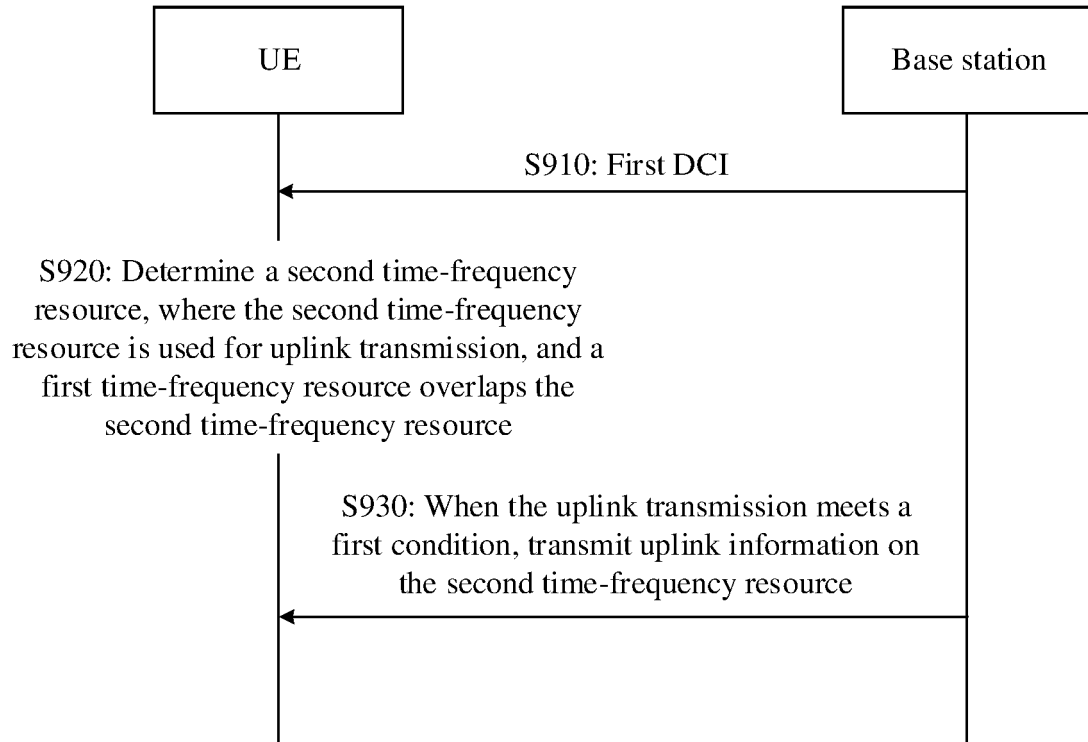 UE
Base station
S910: First DCI
S920: Determine a second time-frequency
resource, where the second time-frequency
resource is used for uplink transmission, and a
first time-frequency resource overlaps the
second time-frequency resource
S930: When the uplink transmission meets a
first condition, transmit uplink information on
the second time-frequency resource